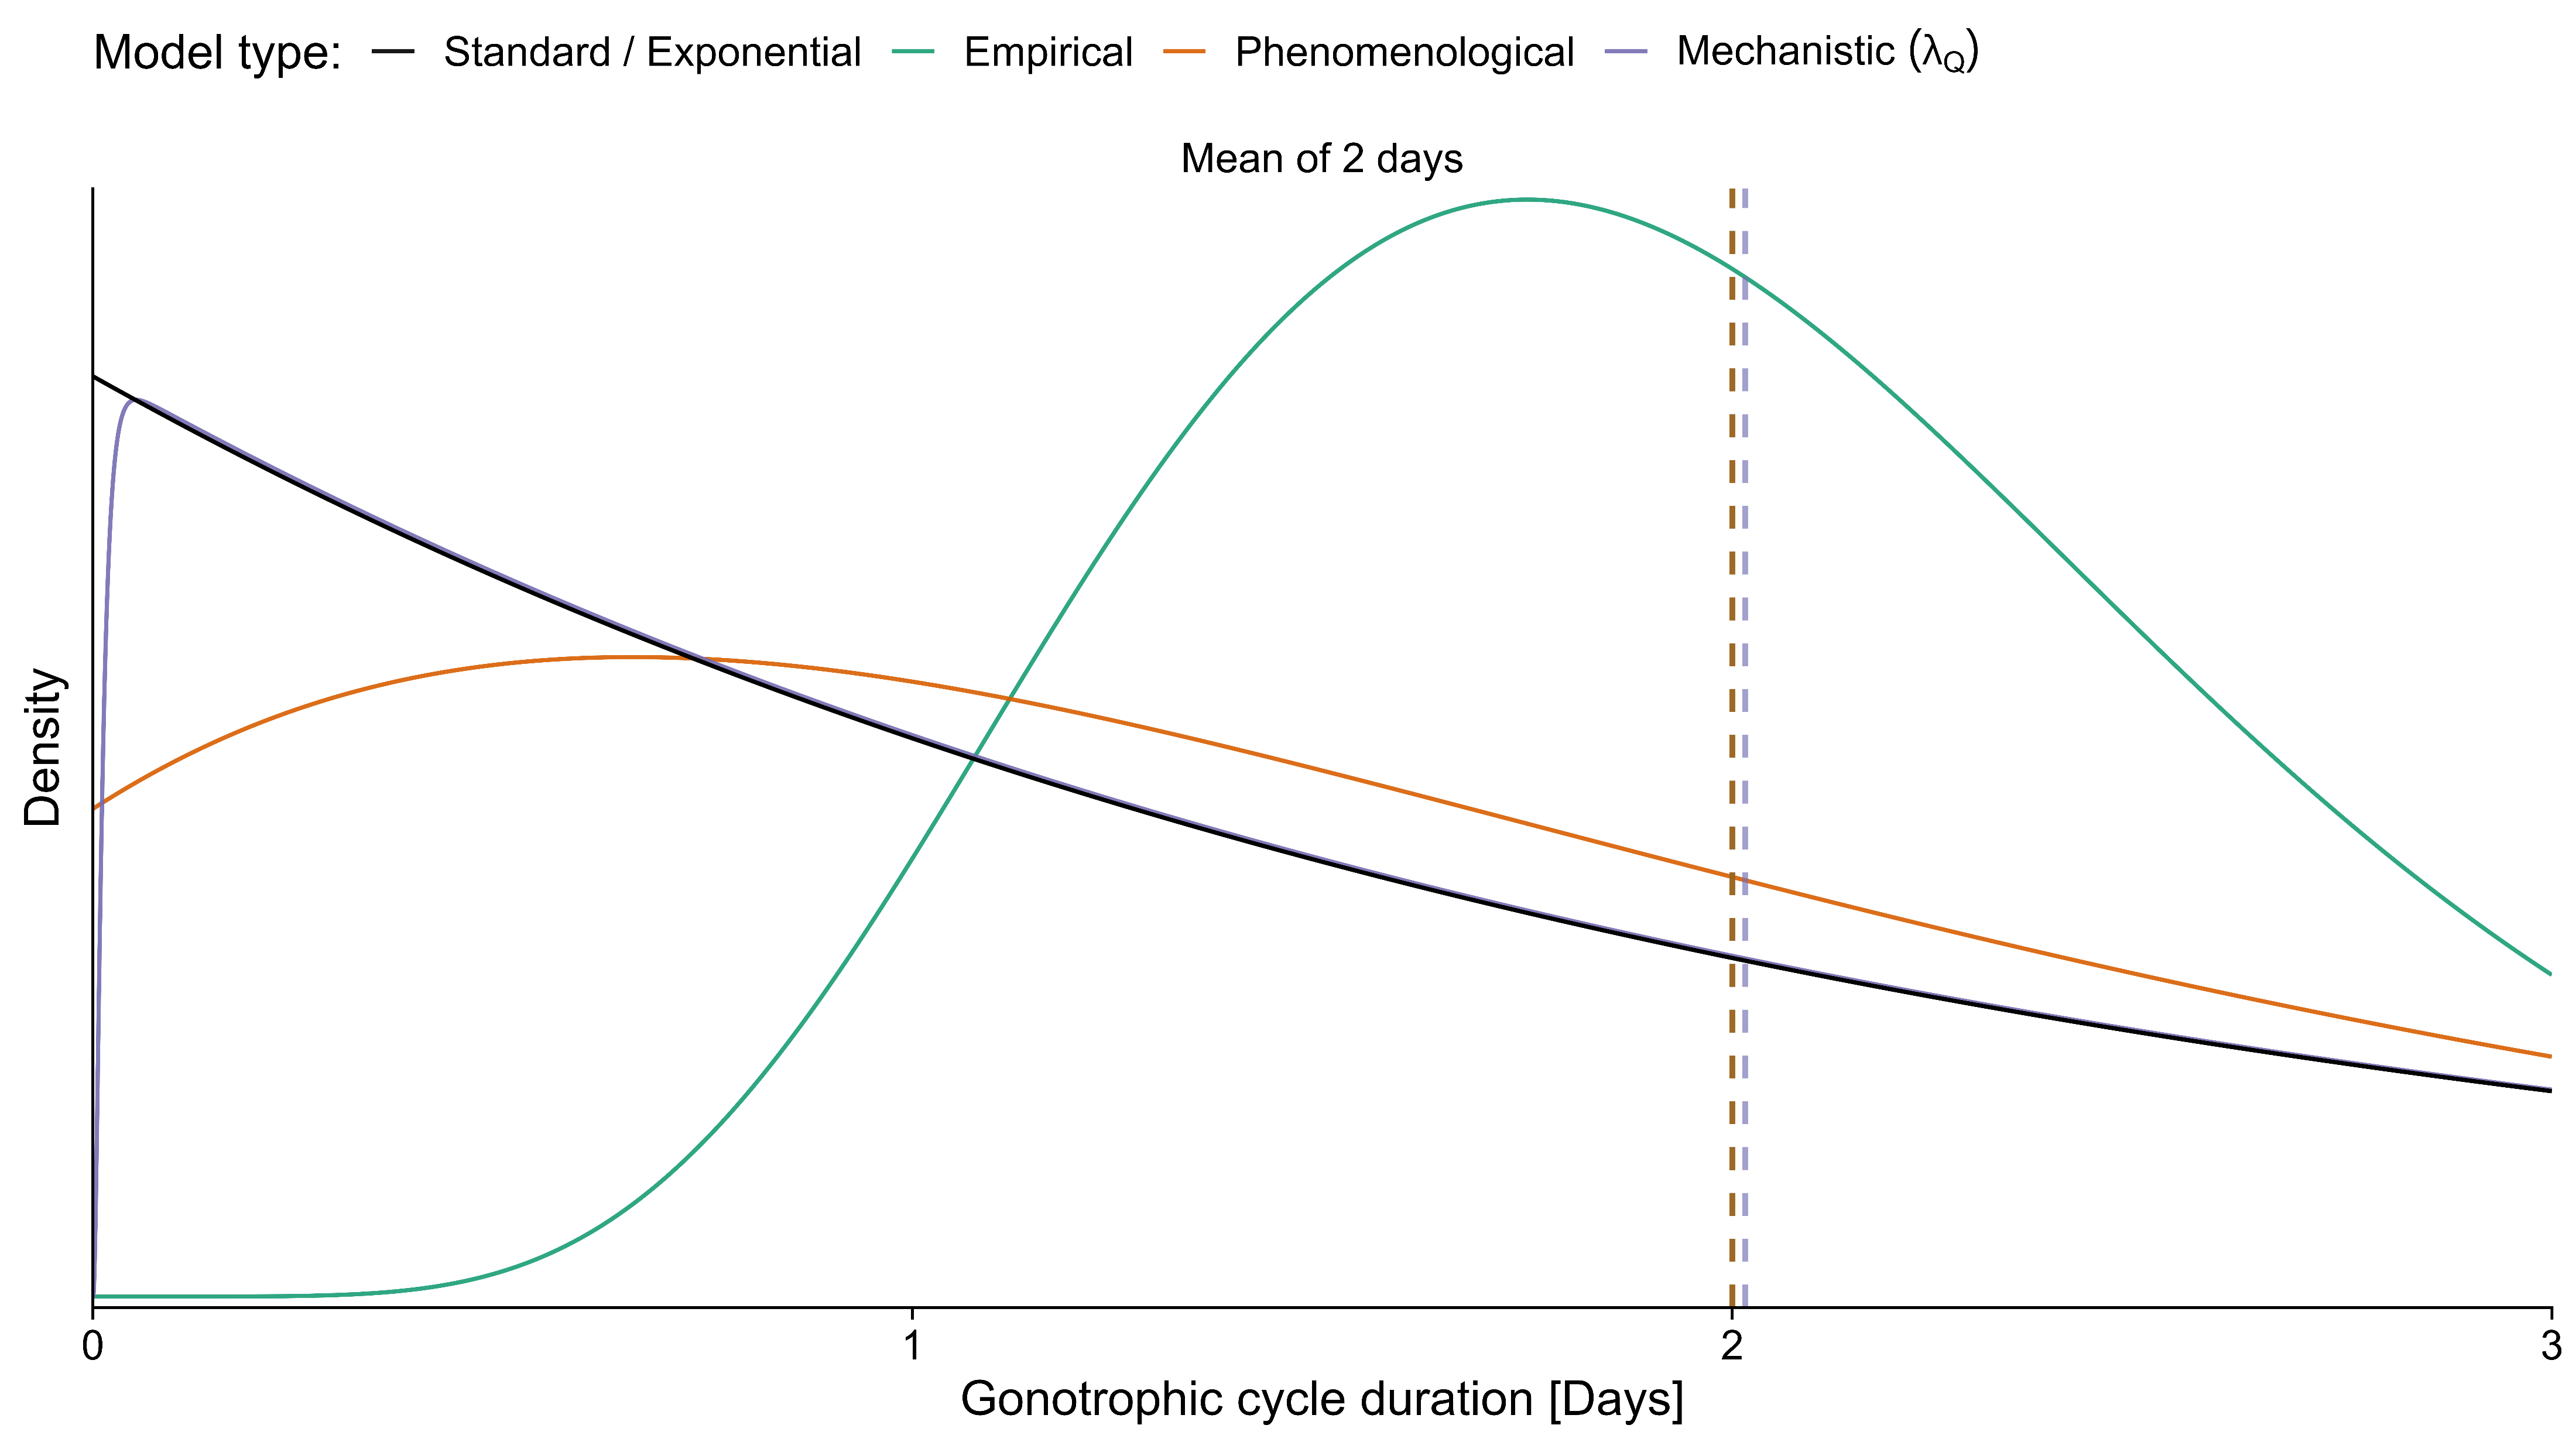 Model type: Standard / Exponential Empirical Phenomenological Mechanistic (λQ)
Mean of 2 days
Density
0 1 2 3
Gonotrophic cycle duration [Days]